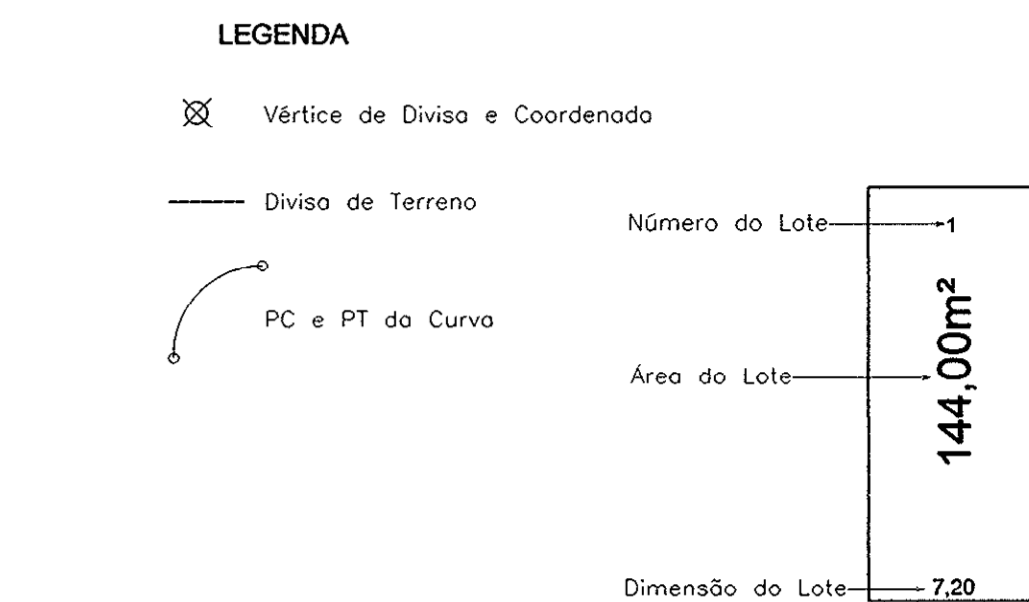 LEGENDA
Vértice de Divisa e Coordenada
Divisa de Terreno
PC e PT da Curva
Número do Lote
1
Área do Lote
144,00m²
Dimensão do Lote
7,20